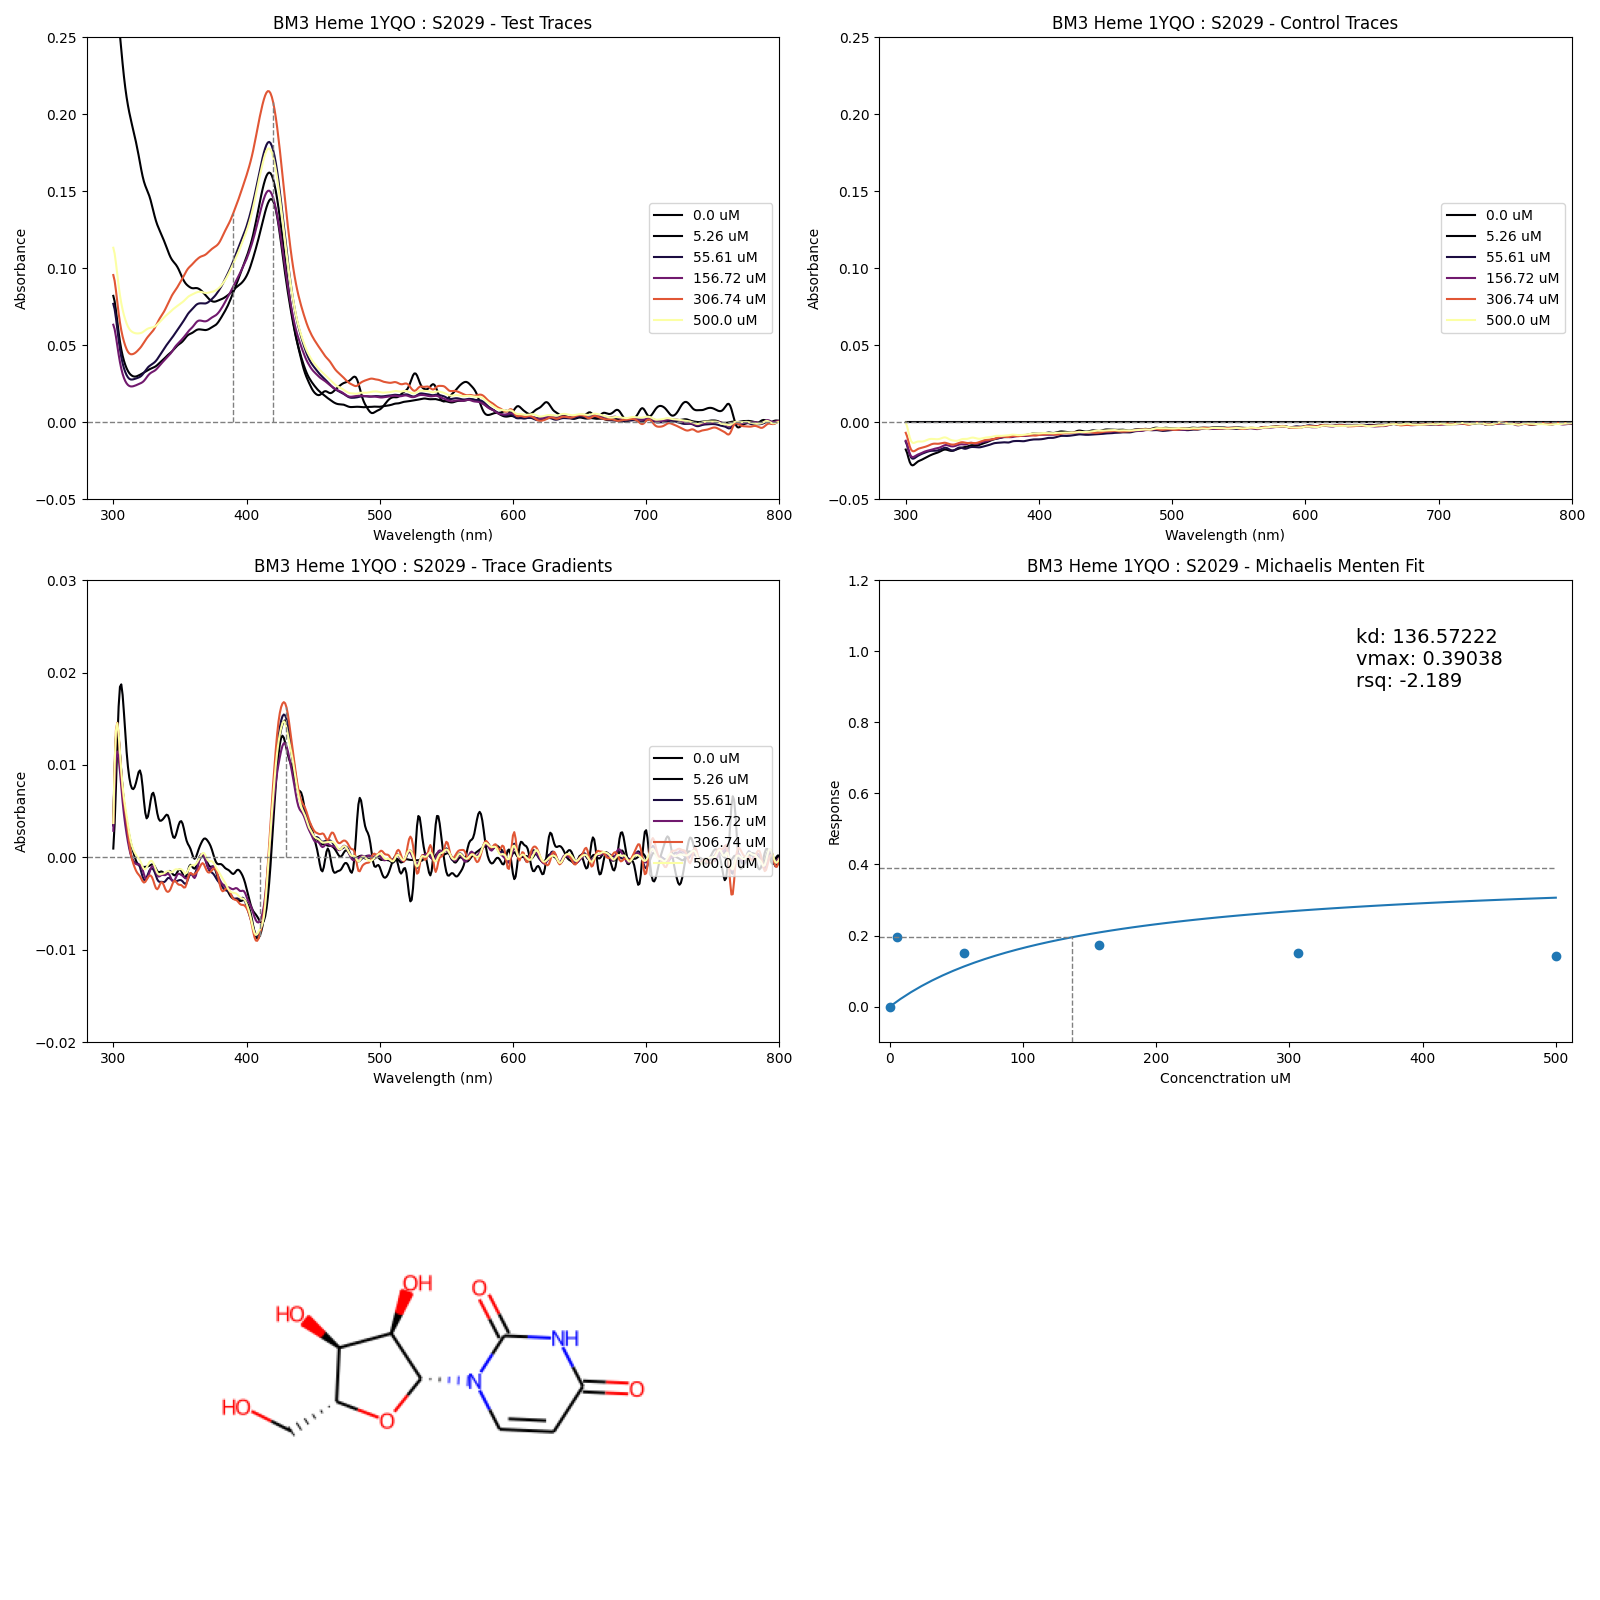 BM3 Heme 1YQO : S2029 - Test Traces
Absorbance
0.25
0.20
0.15
0.10
0.05
0.00
−0.05
300 400 500 600 700 800
Wavelength (nm)
0.0 uM
5.26 uM
55.61 uM
156.72 uM
306.74 uM
500.0 uM
BM3 Heme 1YQO : S2029 - Control Traces
Absorbance
0.25
0.20
0.15
0.10
0.05
0.00
−0.05
300 400 500 600 700 800
Wavelength (nm)
0.0 uM
5.26 uM
55.61 uM
156.72 uM
306.74 uM
500.0 uM
BM3 Heme 1YQO : S2029 - Trace Gradients
Absorbance
0.03
0.02
0.01
0.00
−0.01
−0.02
300 400 500 600 700 800
Wavelength (nm)
0.0 uM
5.26 uM
55.61 uM
156.72 uM
306.74 uM
500.0 uM
BM3 Heme 1YQO : S2029 - Michaelis Menten Fit
Response
1.2
1.0
0.8
0.6
0.4
0.2
0.0
0 100 200 300 400 500
Concenctration uM
kd: 136.57222
vmax: 0.39038
rsq: -2.189
OH
O
HO
NH
N
O
HO
O